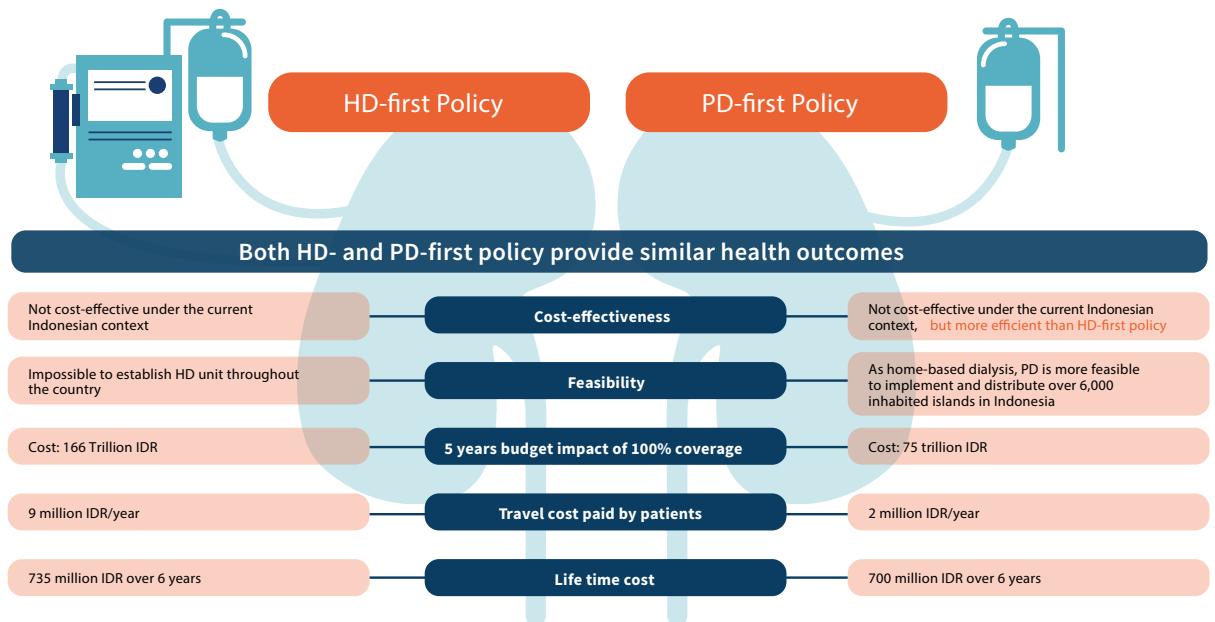 HD-first Policy
PD-first Policy
Both HD- and PD-first policy provide similar health outcomes
Not cost-effective under the current
Indonesian context
Cost-effectiveness
Not cost-effective under the current Indonesian
context, but more efficient than HD-first policy
Impossible to establish HD unit throughout
the country
Feasibility
As home-based dialysis, PD is more feasible
to implement and distribute over 6,000
inhabited islands in Indonesia
Cost: 166 Trillion IDR
5 years budget impact of 100% coverage
Cost: 75 trillion IDR
9 million IDR/year
Travel cost paid by patients
2 million IDR/year
735 million IDR over 6 years
Life time cost
700 million IDR over 6 years